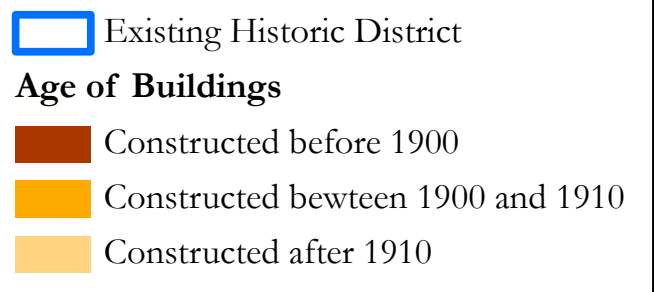 Existing Historic District
Age of Buildings
Constructed before 1900
Constructed bewteen 1900 and 1910
Constructed after 1910